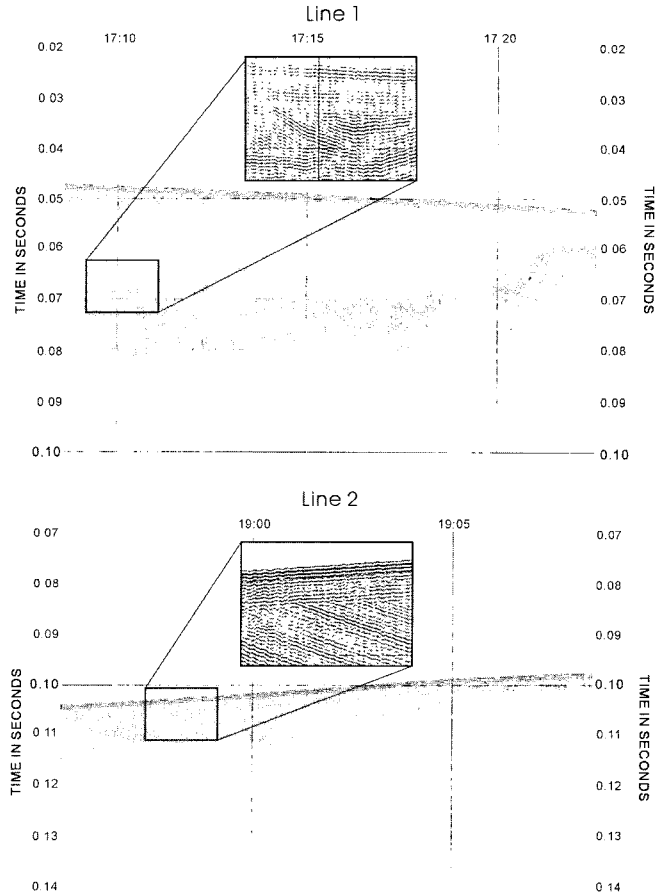 Line 1
17:10 17:15 17 20
0.02 0.02
0 03 0.03
0.04 0.04
0.05 0.05
0.06 0.06
0.07 0.07
0.08 0.08
0 09 0.09
0.10 0.10
TIME IN SECONDS
TIME IN SECONDS
Line 2
19:00 19:05
0 07 0.07
0.08 0.08
0.09 0.09
0.10 0.10
0.11 0.11
0.12 0 12
0 13 0 13
0.14 0 14
TIME IN SECONDS
TIME IN SECONDS